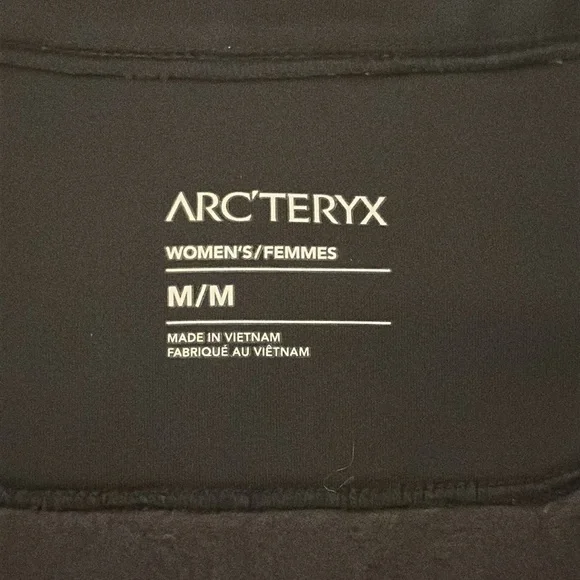 ARC'TERYX
WOMEN'S/FEMMES
M/M
MADE IN VIETNAM
FABRIQUÉ AU VIÊTNAM